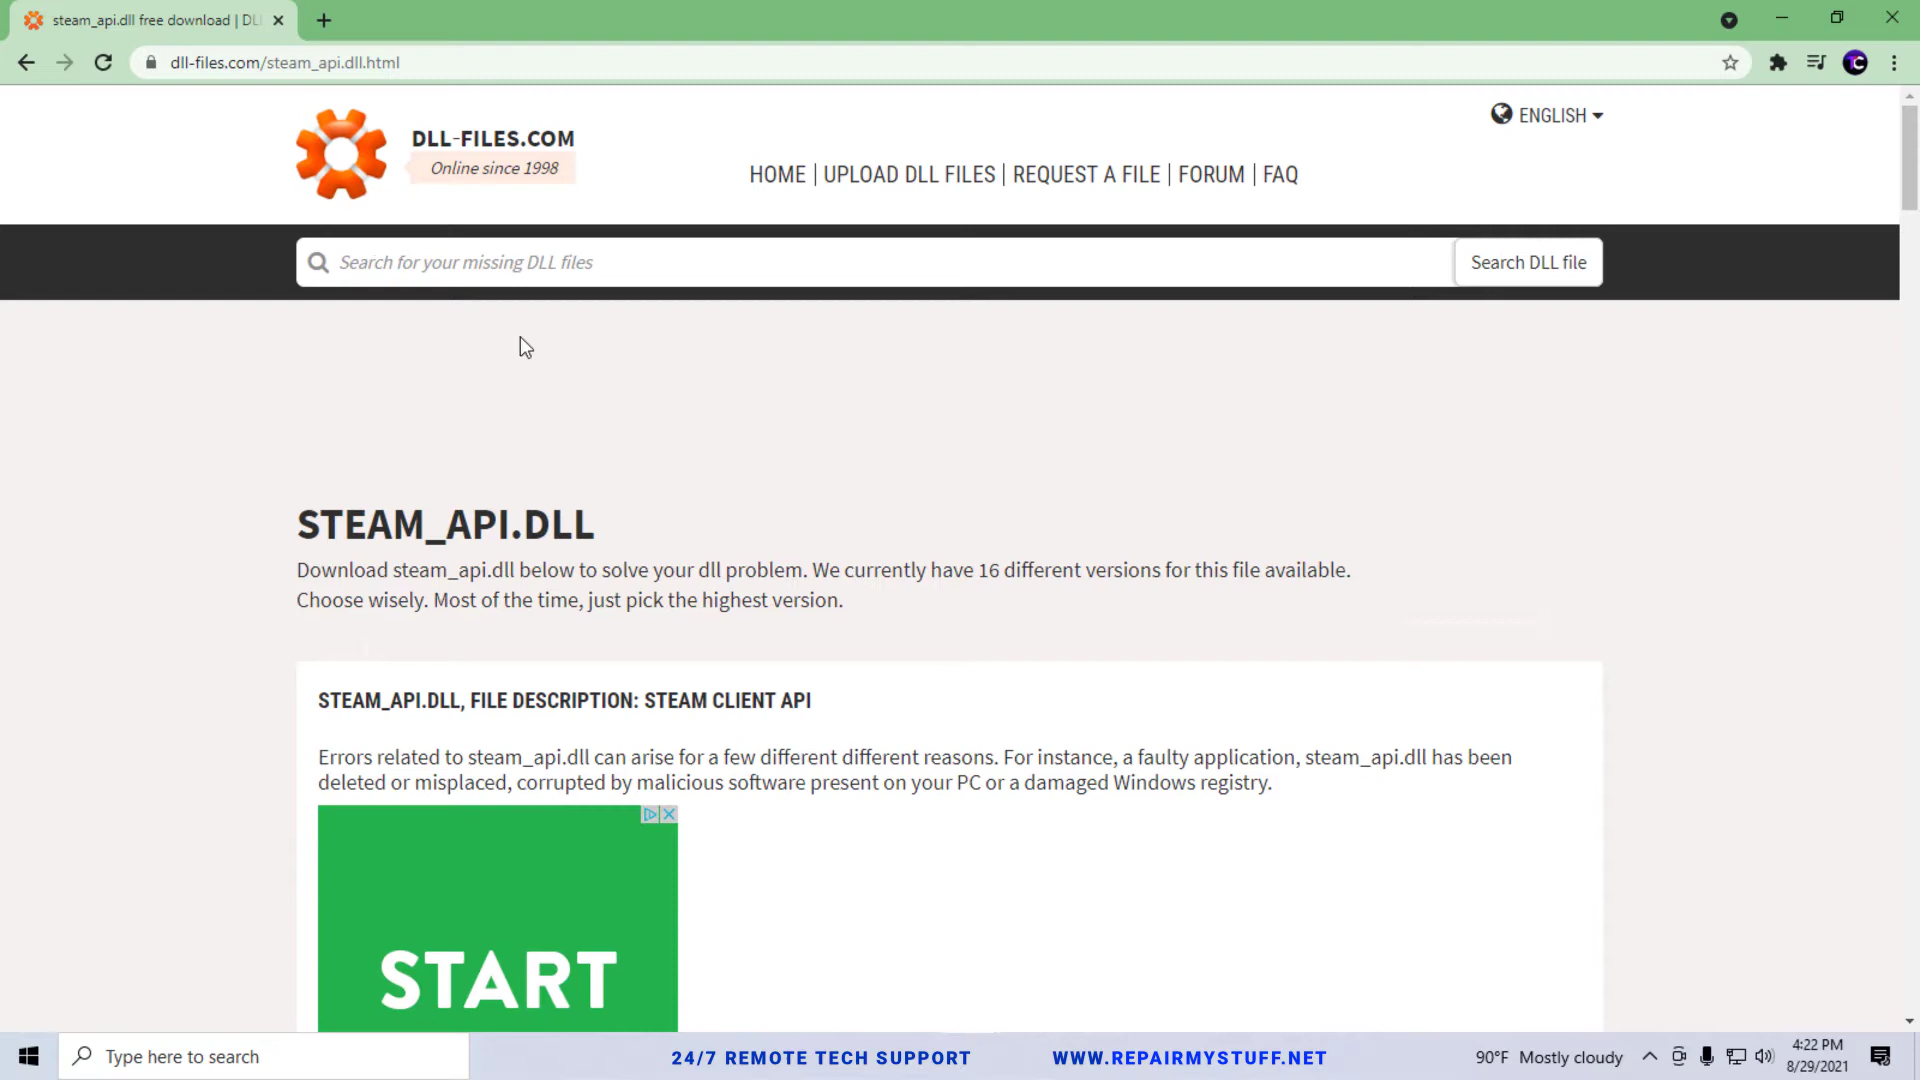 steam_api.dll free download | DL
dll-files.com/steam_api.dll.html
TC
ENGLISH
DLL-FILES.COM
Online since 1998
HOME | UPLOAD DLL FILES | REQUEST A FILE | FORUM | FAQ
Search for your missing DLL files
Search DLL file
STEAM_API.DLL
Download steam_api.dll below to solve your dll problem. We currently have 16 different versions for this file available.
Choose wisely. Most of the time, just pick the highest version.
STEAM_API.DLL, FILE DESCRIPTION: STEAM CLIENT API
Errors related to steam_api.dll can arise for a few different different reasons. For instance, a faulty application, steam_api.dll has been
deleted or misplaced, corrupted by malicious software present on your PC or a damaged Windows registry.
START
Type here to search
24/7 REMOTE TECH SUPPORT
WWW.REPAIRMYSTUFF.NET
90°F Mostly cloudy
4:22 PM
8/29/2021